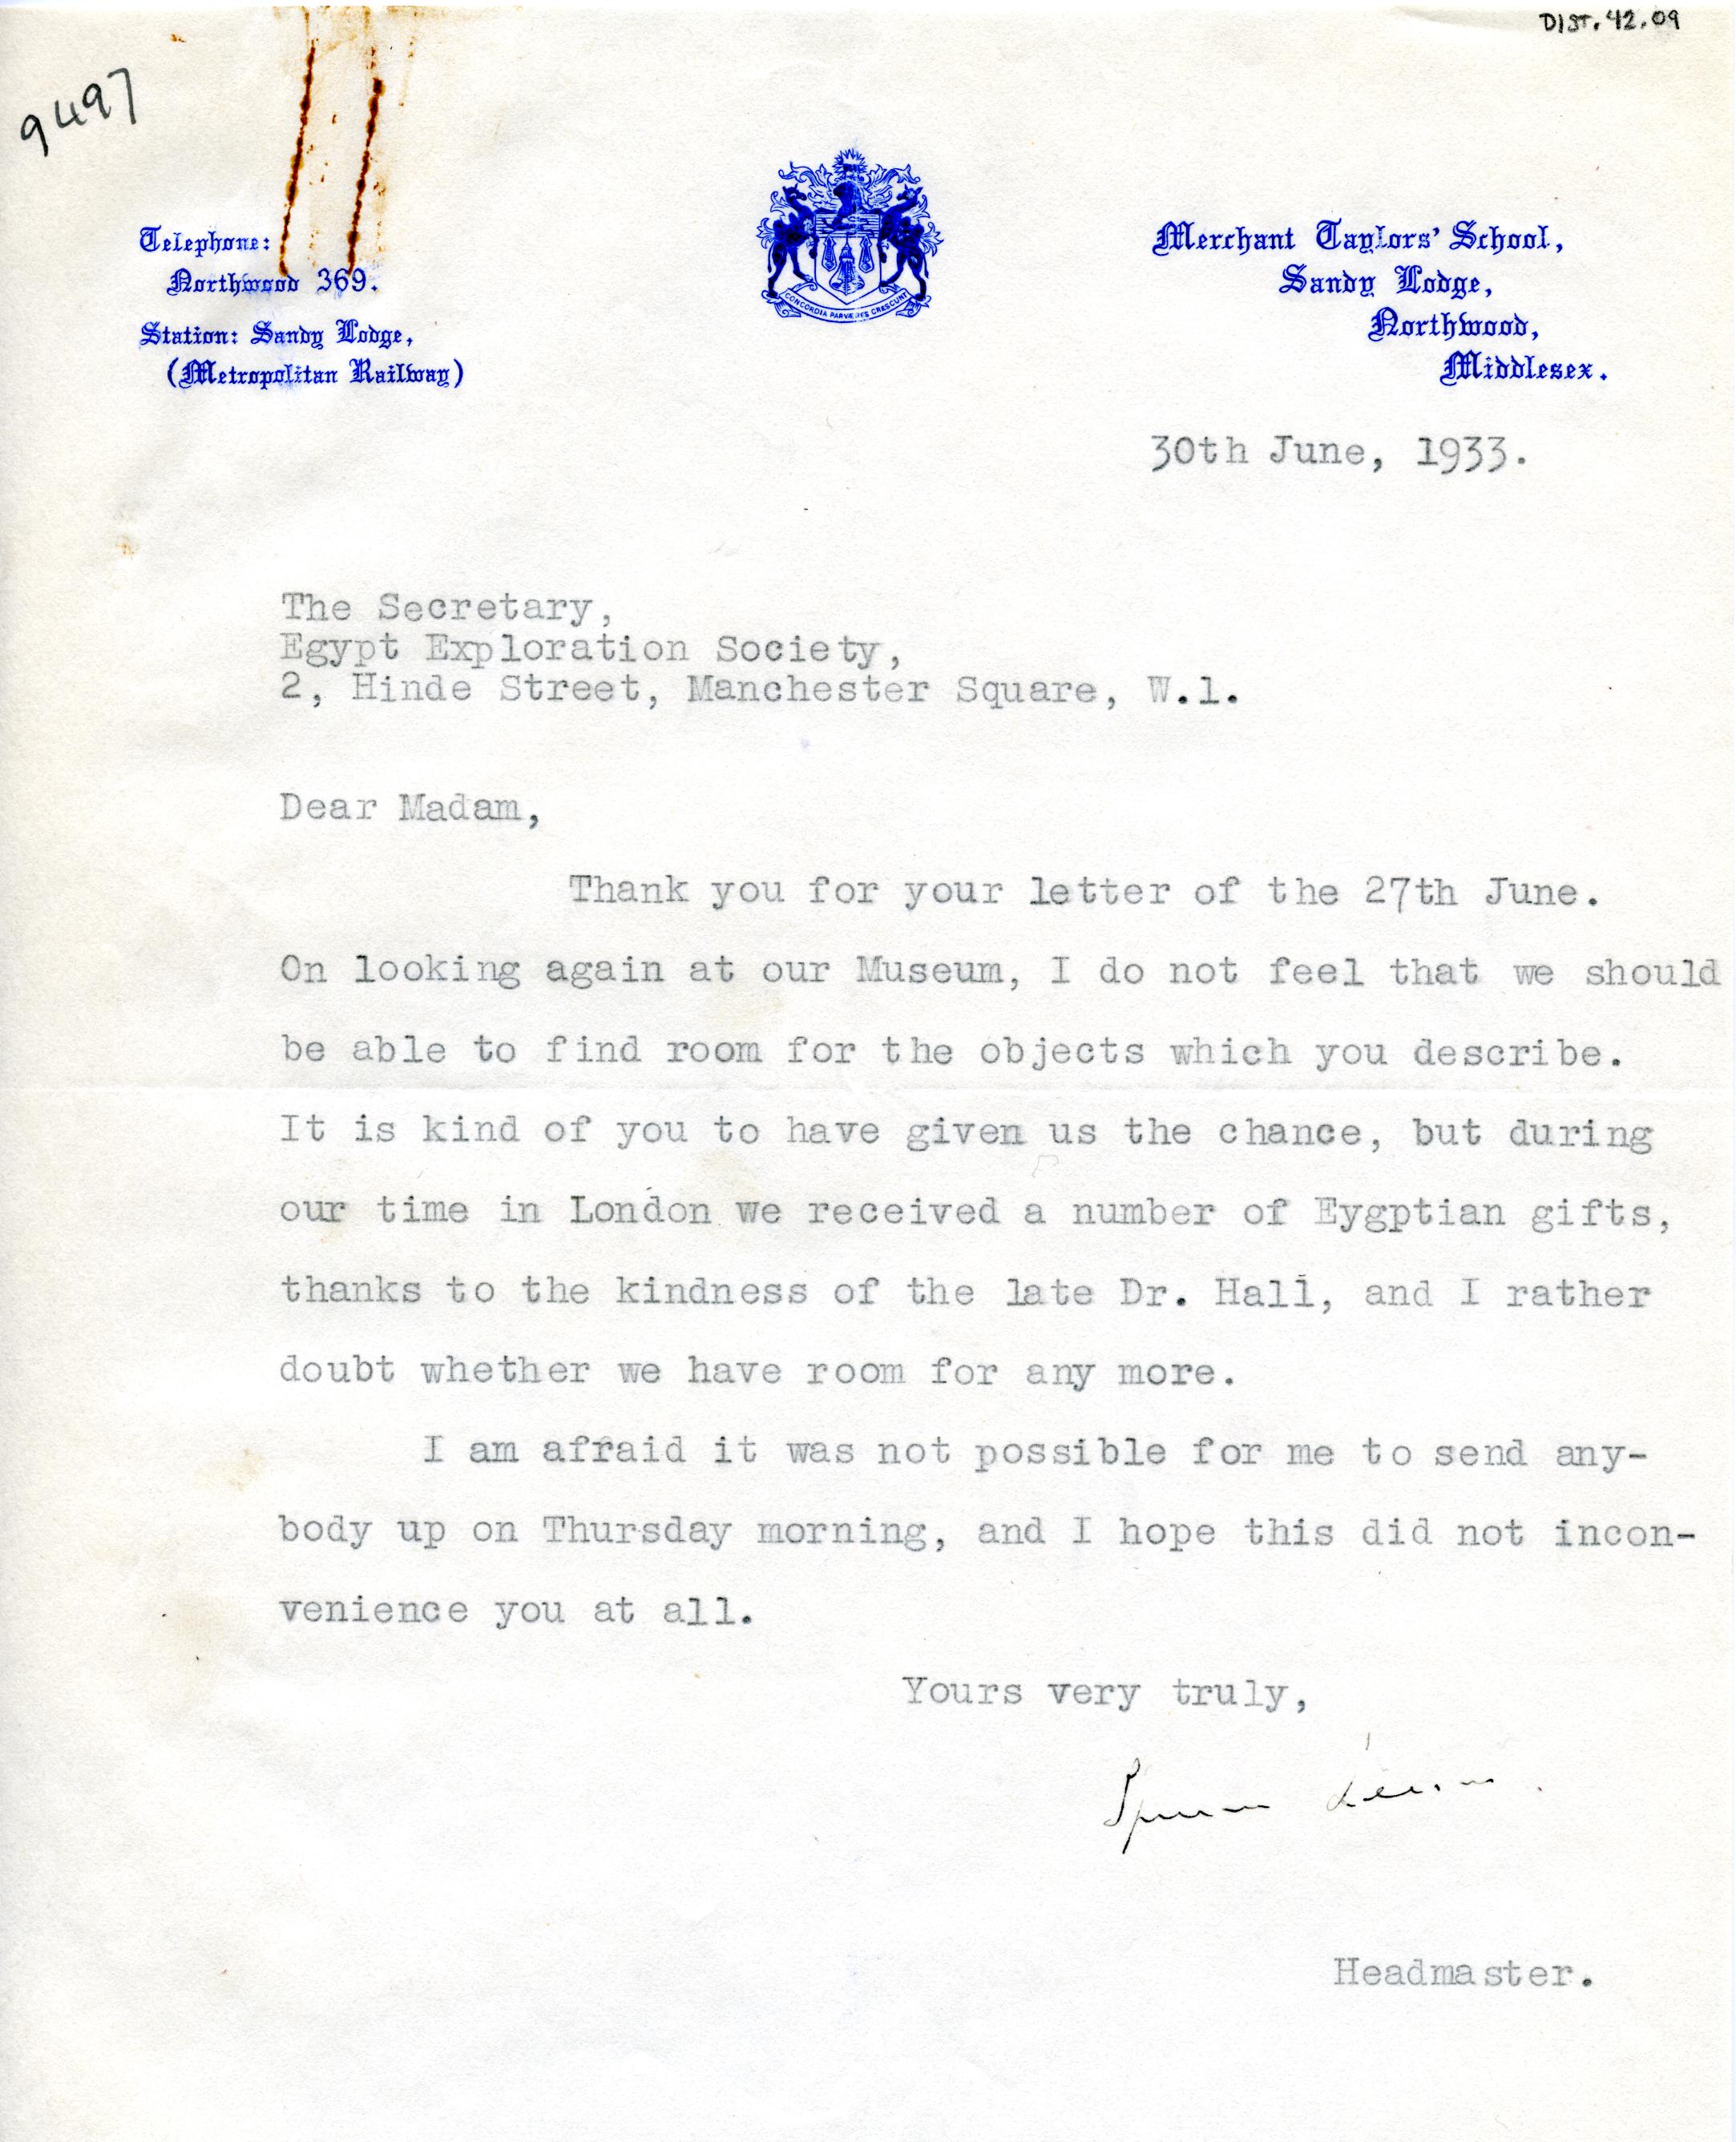 DIST.42.09
9497
Telephone:
Northwood 369.
Station: Sandy Lodge,
(Metropolitan Railway)
CONCORDIA PARVÆ RES CRESCUNT
Merchant Taylors' School,
Sandy Lodge,
Northwood,
Middlesex.
30th June, 1933.
The Secretary,
Egypt Exploration Society,
2, Hinde Street, Manchester Square, W.1.
Dear Madam,
Thank you for your letter of the 27th June.
On looking again at our Museum, I do not feel that we should
be able to find room for the objects which you describe.
It is kind of you to have given us the chance, but during
our time in London we received a number of Eygptian gifts,
thanks to the kindness of the late Dr. Hall, and I rather
doubt whether we have room for any more.
I am afraid it was not possible for me to send any-
body up on Thursday morning, and I hope this did not incon-
venience you at all.
Yours very truly,
Headmaster.